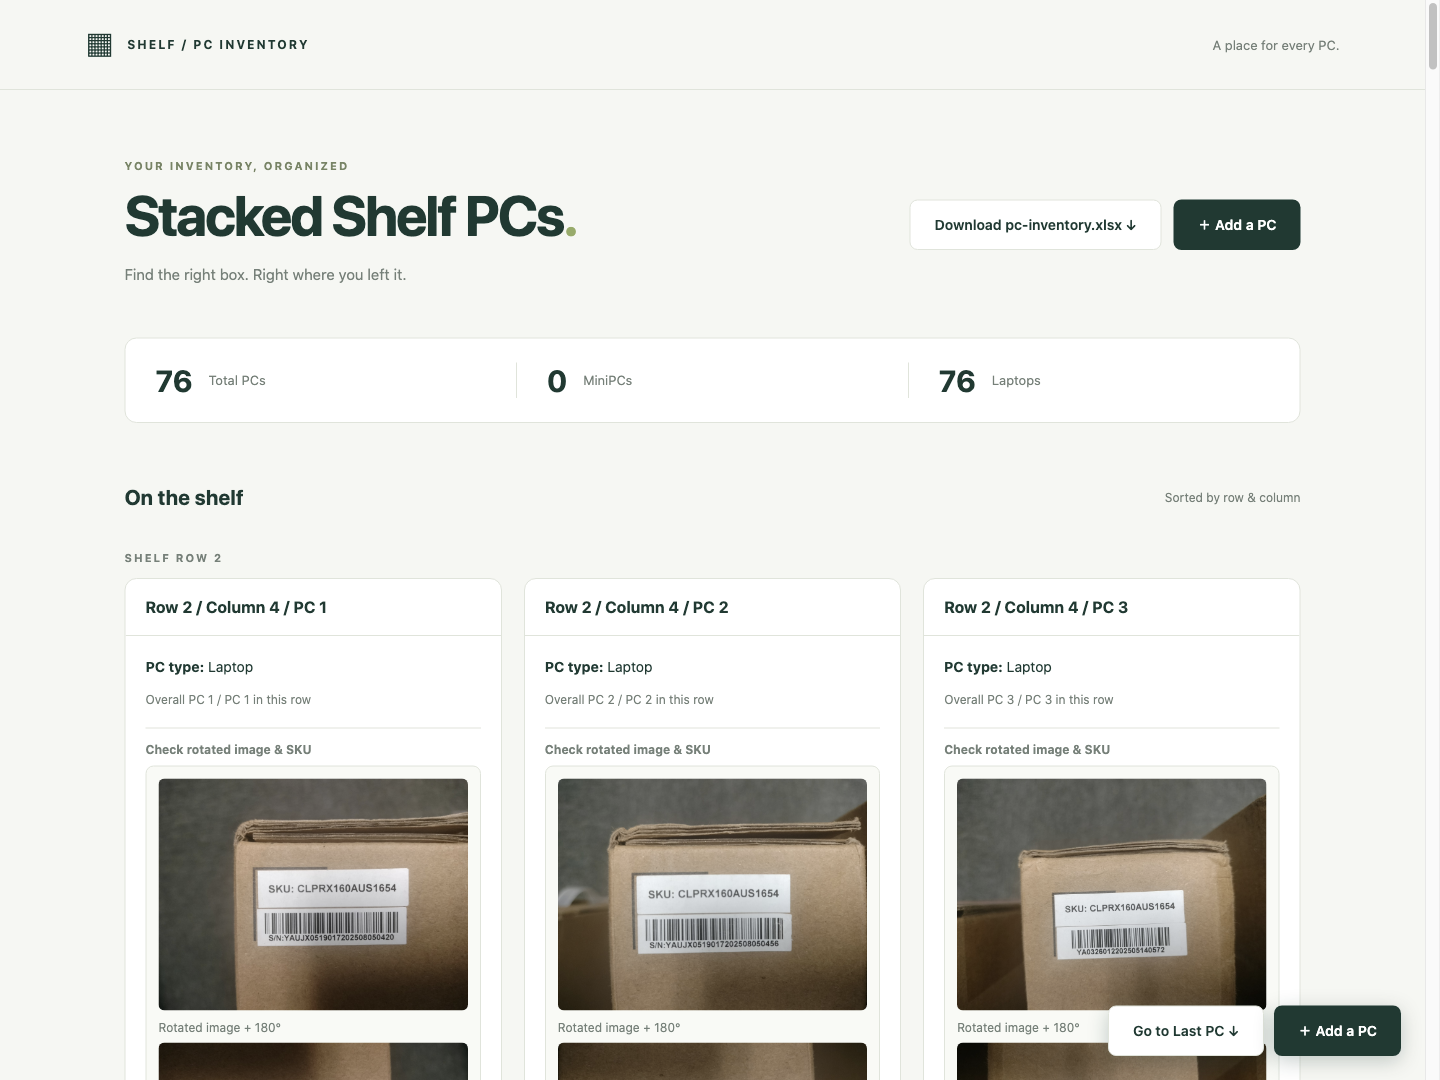 SHELF / PC INVENTORY
A place for every PC.
YOUR INVENTORY, ORGANIZED
Stacked Shelf PCs.
Find the right box. Right where you left it.
Download pc-inventory.xlsx ↓
+ Add a PC
76 Total PCs
0 MiniPCs
76 Laptops
On the shelf
Sorted by row & column
SHELF ROW 2
Row 2 / Column 4 / PC 1
PC type: Laptop
Overall PC 1 / PC 1 in this row
Check rotated image & SKU
SKU: CLPRX160AUS1654
S/N:YAUJX0519017202508050420
Rotated image + 180°
Row 2 / Column 4 / PC 2
PC type: Laptop
Overall PC 2 / PC 2 in this row
Check rotated image & SKU
SKU: CLPRX160AUS1654
S/N:YAUJX0519017202508050456
Rotated image + 180°
Row 2 / Column 4 / PC 3
PC type: Laptop
Overall PC 3 / PC 3 in this row
Check rotated image & SKU
SKU: CLPRX160AUS1654
YA0326012202505140572
Rotated image + 180°
Go to Last PC ↓
+ Add a PC